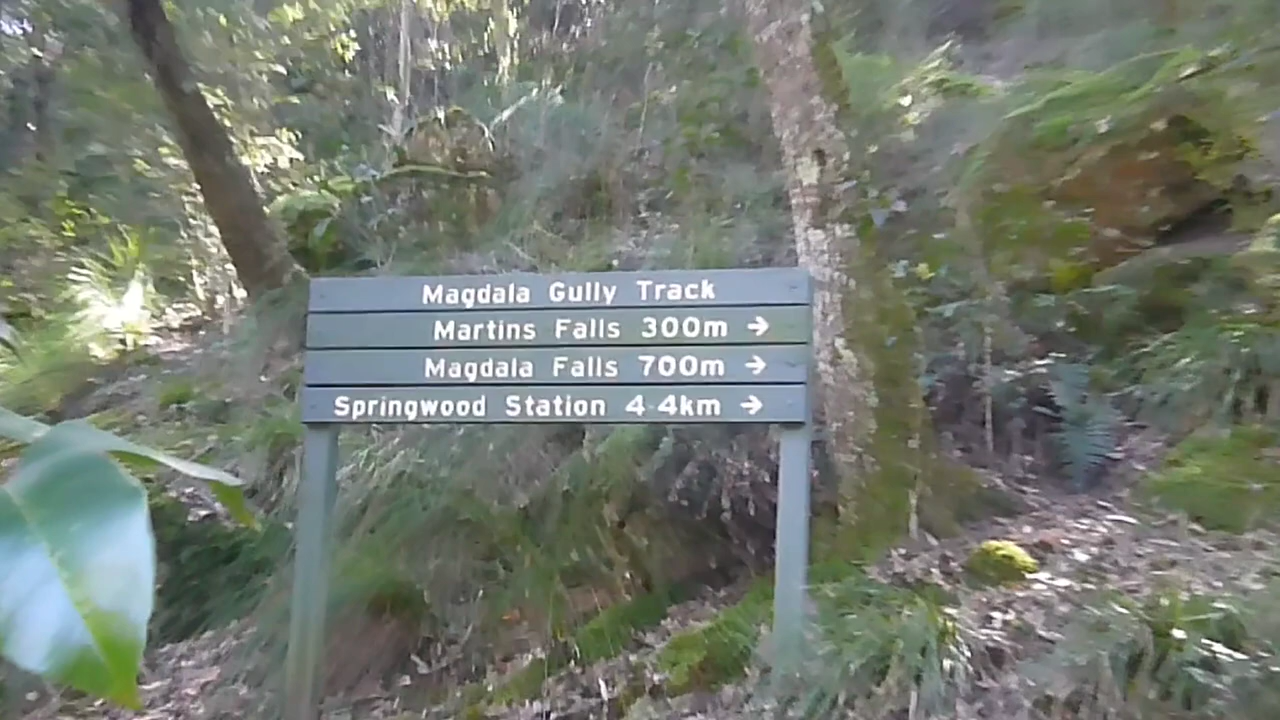 Magdala Gully Track
Martins Falls 300m →
Magdala Falls 700m →
Springwood Station 4·4km →